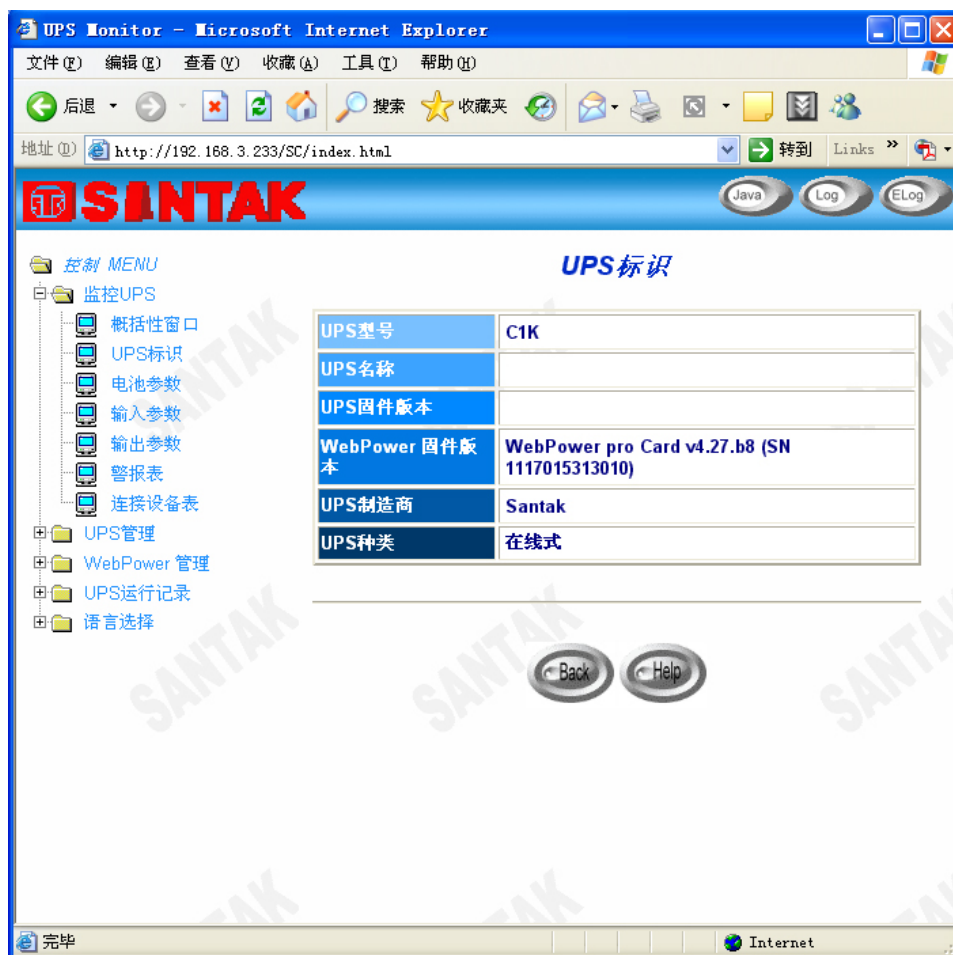 UPS Monitor - Microsoft Internet Explorer
文件(F) 编辑(E) 查看(V) 收藏(A) 工具(T) 帮助(H)
后退 搜索 收藏夹
地址(D) http://192.168.3.233/SC/index.html 转到 Links »
SANTAK Java Log ELog
控制 MENU
监控UPS
概括性窗口
UPS标识
电池参数
输入参数
输出参数
警报表
连接设备表
UPS管理
WebPower 管理
UPS运行记录
语言选择
UPS标识
UPS型号 C1K
UPS名称
UPS固件版本
WebPower 固件版
本
WebPower pro Card v4.27.b8 (SN
1117015313010)
UPS制造商 Santak
UPS种类 在线式
Back Help
SANTAK
SANTAK
SANTAK
SANTAK
SANTAK
完毕 Internet